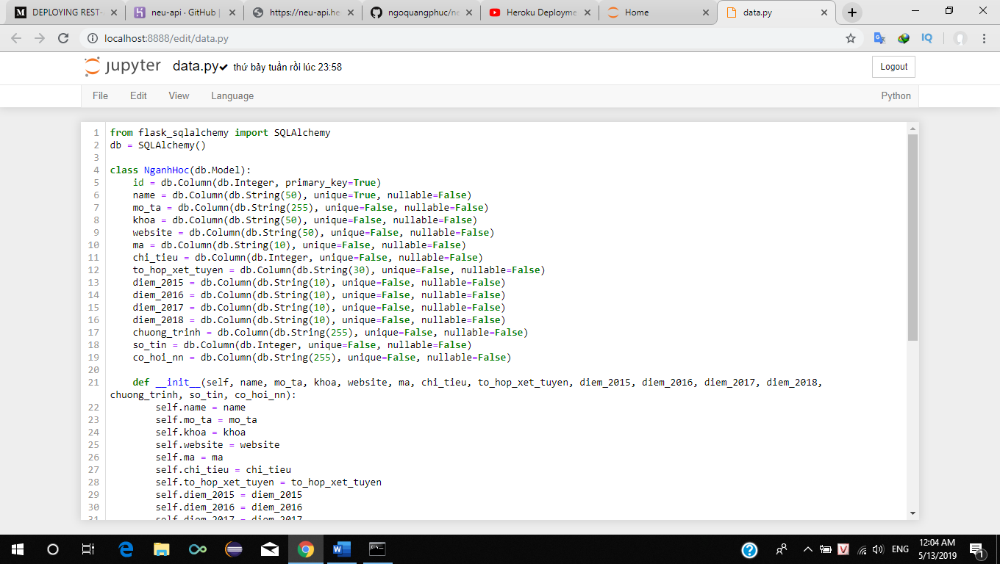 DEPLOYING REST-
neu-api · GitHub
https://neu-api.he
ngoquangphuc/ne
Heroku Deployme
Home
data.py
localhost:8888/edit/data.py
jupyter data.py thứ bảy tuần rồi lúc 23:58
Logout
File Edit View Language
Python
1 from flask_sqlalchemy import SQLAlchemy
2 db = SQLAlchemy()
3
4 class NganhHoc(db.Model):
5 id = db.Column(db.Integer, primary_key=True)
6 name = db.Column(db.String(50), unique=True, nullable=False)
7 mo_ta = db.Column(db.String(255), unique=False, nullable=False)
8 khoa = db.Column(db.String(50), unique=False, nullable=False)
9 website = db.Column(db.String(50), unique=False, nullable=False)
10 ma = db.Column(db.String(10), unique=False, nullable=False)
11 chi_tieu = db.Column(db.Integer, unique=False, nullable=False)
12 to_hop_xet_tuyen = db.Column(db.String(30), unique=False, nullable=False)
13 diem_2015 = db.Column(db.String(10), unique=False, nullable=False)
14 diem_2016 = db.Column(db.String(10), unique=False, nullable=False)
15 diem_2017 = db.Column(db.String(10), unique=False, nullable=False)
16 diem_2018 = db.Column(db.String(10), unique=False, nullable=False)
17 chuong_trinh = db.Column(db.String(255), unique=False, nullable=False)
18 so_tin = db.Column(db.Integer, unique=False, nullable=False)
19 co_hoi_nn = db.Column(db.String(255), unique=False, nullable=False)
20
21 def __init__(self, name, mo_ta, khoa, website, ma, chi_tieu, to_hop_xet_tuyen, diem_2015, diem_2016, diem_2017, diem_2018,
chuong_trinh, so_tin, co_hoi_nn):
22 self.name = name
23 self.mo_ta = mo_ta
24 self.khoa = khoa
25 self.website = website
26 self.ma = ma
27 self.chi_tieu = chi_tieu
28 self.to_hop_xet_tuyen = to_hop_xet_tuyen
29 self.diem_2015 = diem_2015
30 self.diem_2016 = diem_2016
31 self.diem_2017 = diem_2017
ENG
12:04 AM
5/13/2019
1